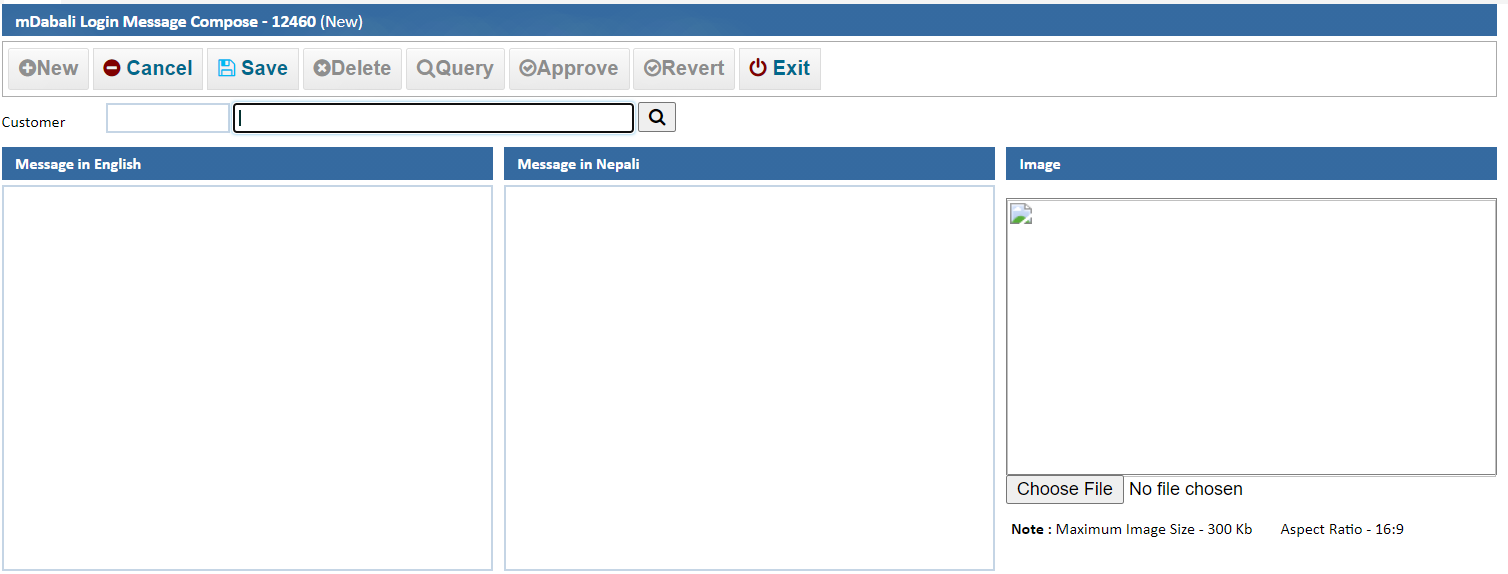 mDabali Login Message Compose - 12460 (New)
New Cancel Save Delete Query Approve Revert Exit
Customer
Message in English Message in Nepali Image
Choose File No file chosen
Note : Maximum Image Size - 300 Kb Aspect Ratio - 16:9